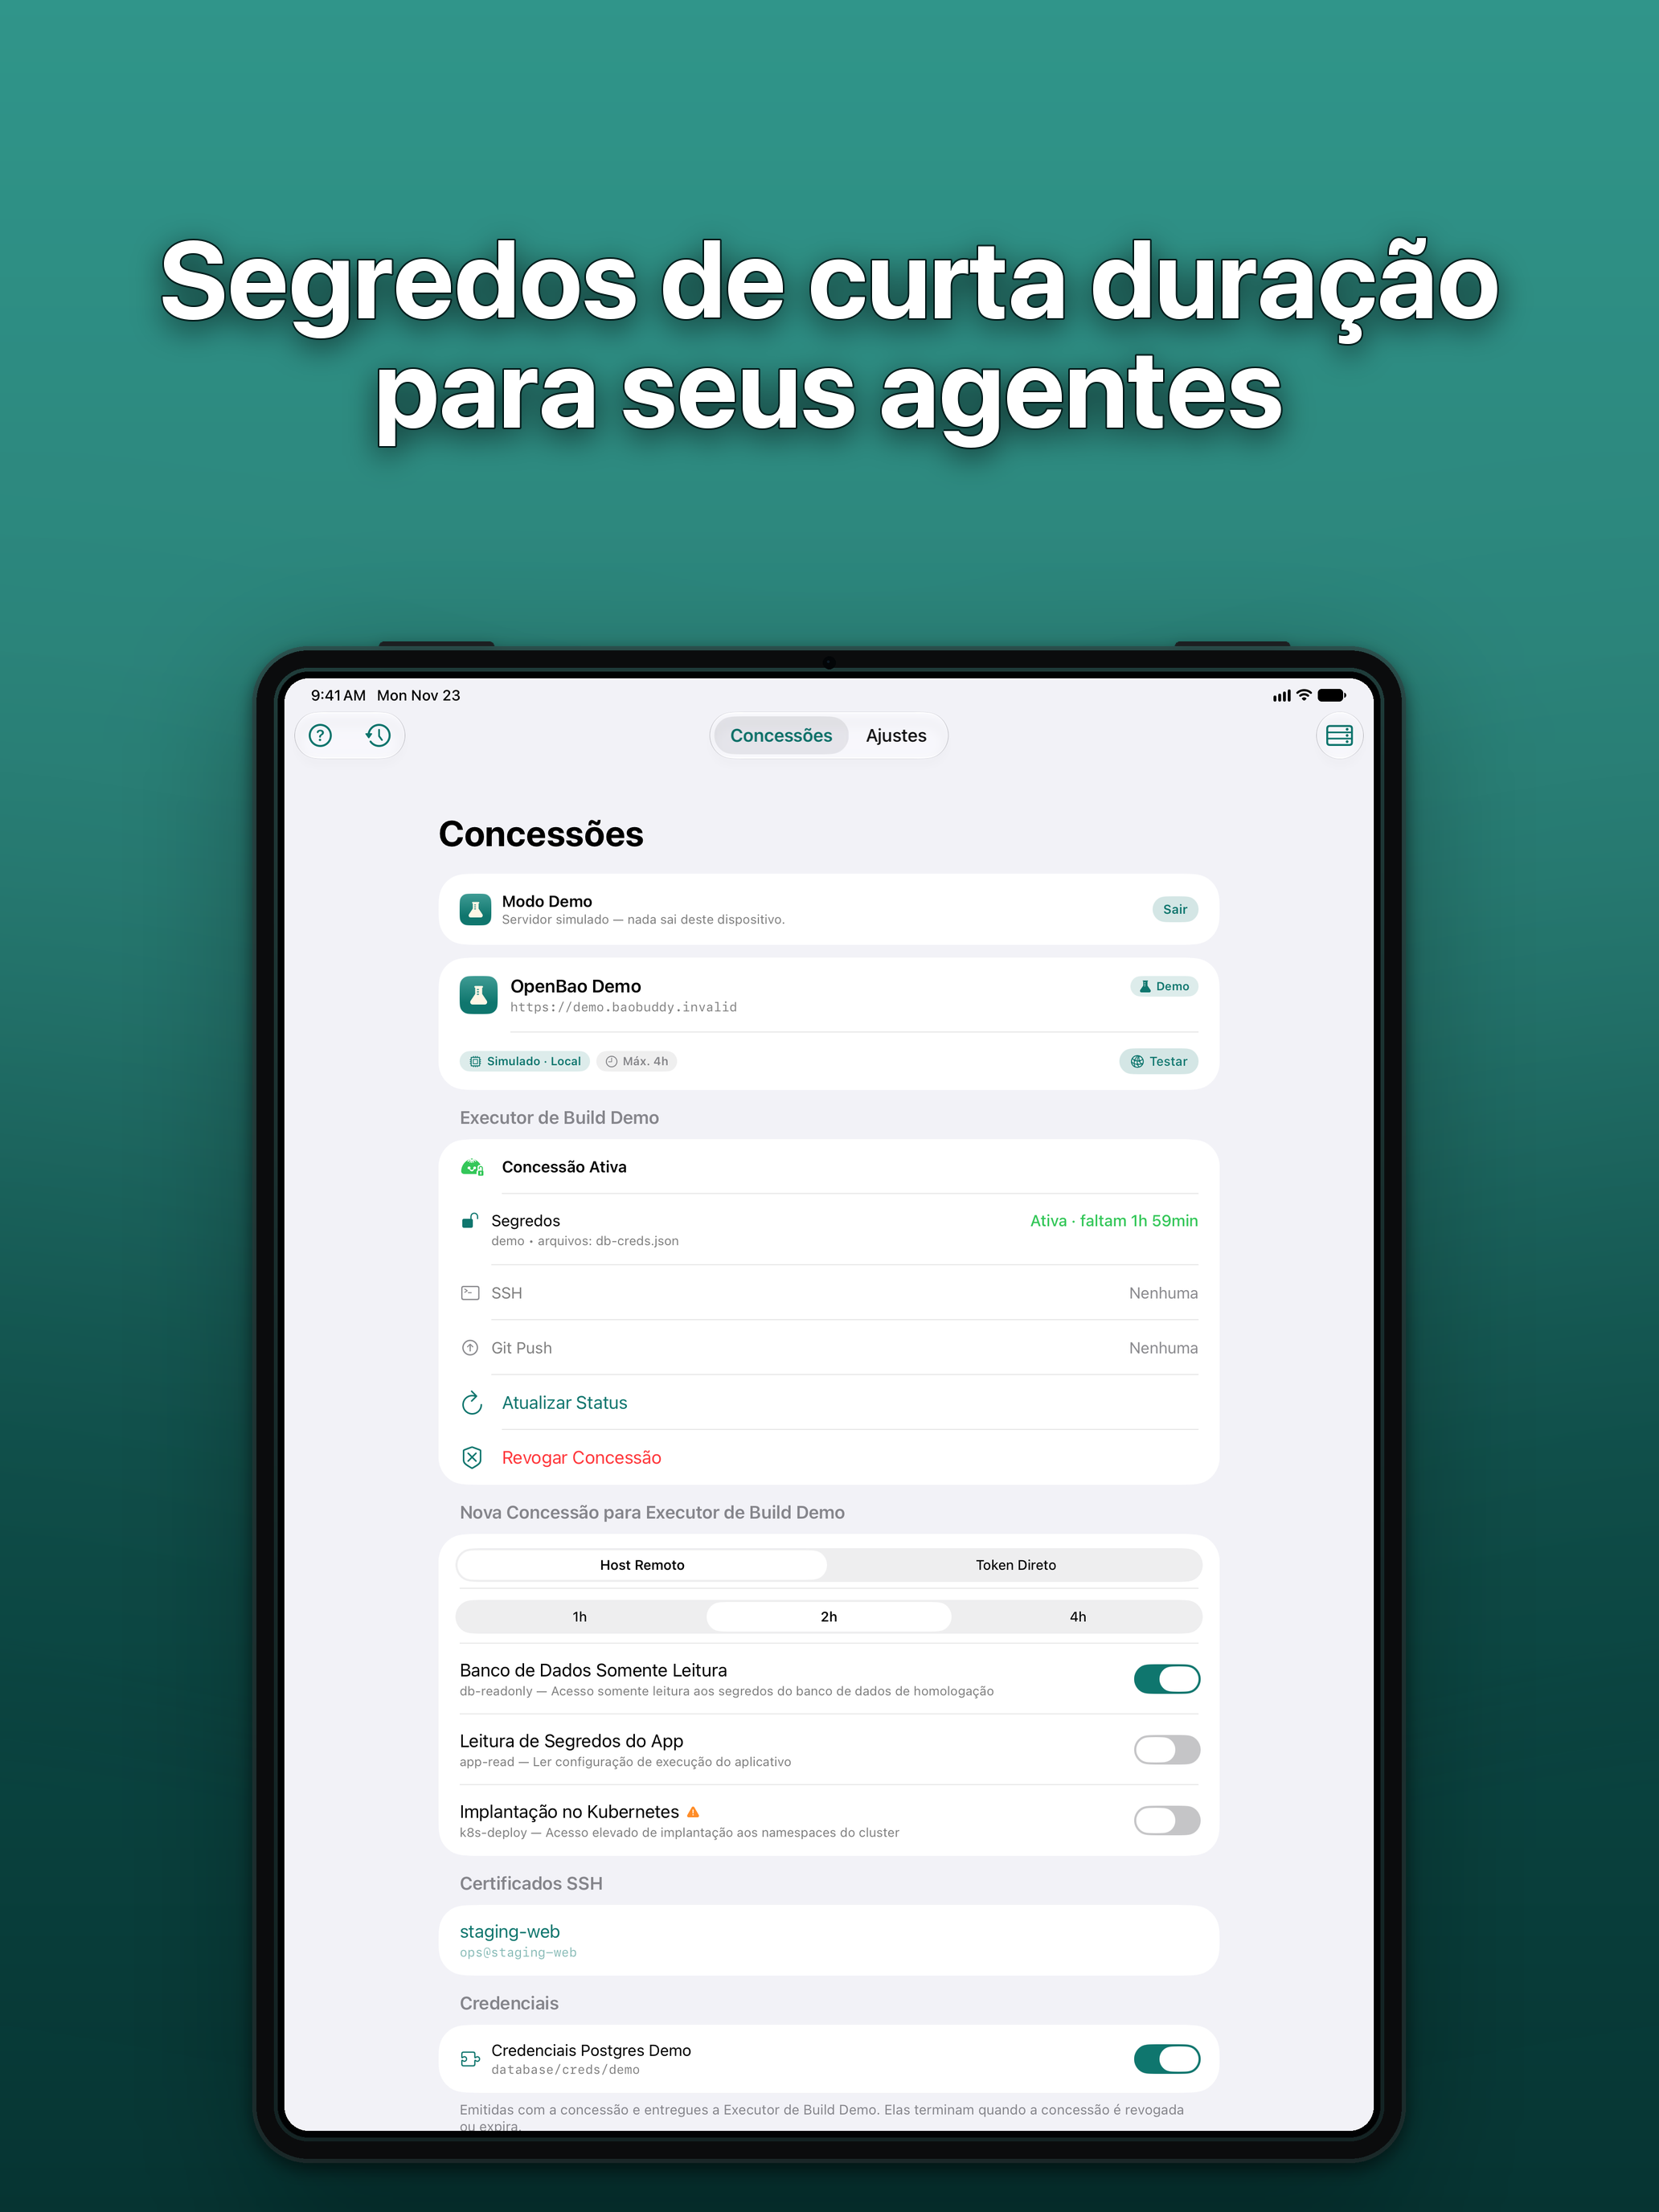 Segredos de curta duração
para seus agentes
9:41 AM Mon Nov 23
Concessões Ajustes
Concessões
Modo Demo
Servidor simulado — nada sai deste dispositivo.
Sair
OpenBao Demo
https://demo.baobuddy.invalid
Demo
Simulado · Local
Máx. 4h
Testar
Executor de Build Demo
Concessão Ativa
Segredos
demo • arquivos: db-creds.json
Ativa · faltam 1h 59min
SSH Nenhuma
Git Push Nenhuma
Atualizar Status
Revogar Concessão
Nova Concessão para Executor de Build Demo
Host Remoto Token Direto
1h 2h 4h
Banco de Dados Somente Leitura
db-readonly — Acesso somente leitura aos segredos do banco de dados de homologação
Leitura de Segredos do App
app-read — Ler configuração de execução do aplicativo
Implantação no Kubernetes
k8s-deploy — Acesso elevado de implantação aos namespaces do cluster
Certificados SSH
staging-web
ops@staging-web
Credenciais
Credenciais Postgres Demo
database/creds/demo
Emitidas com a concessão e entregues a Executor de Build Demo. Elas terminam quando a concessão é revogada
ou expira.